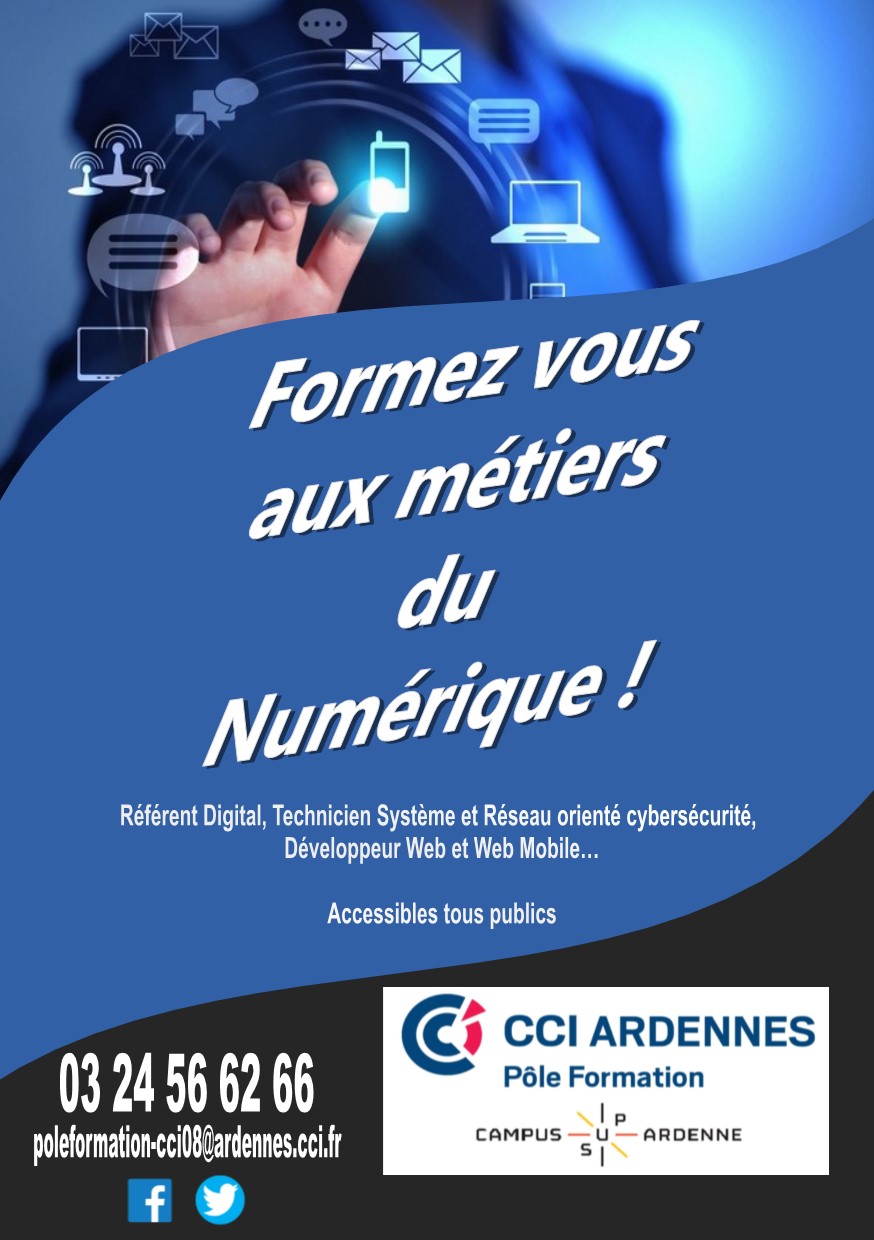 Formez vous
aux métiers
du
Numérique !
Référent Digital, Technicien Système et Réseau orienté cybersécurité,
Développeur Web et Web Mobile…
Accessibles tous publics
03 24 56 62 66
poleformation-cci08@ardennes.cci.fr
CCI ARDENNES
Pôle Formation
CAMPUS SUP ARDENNE